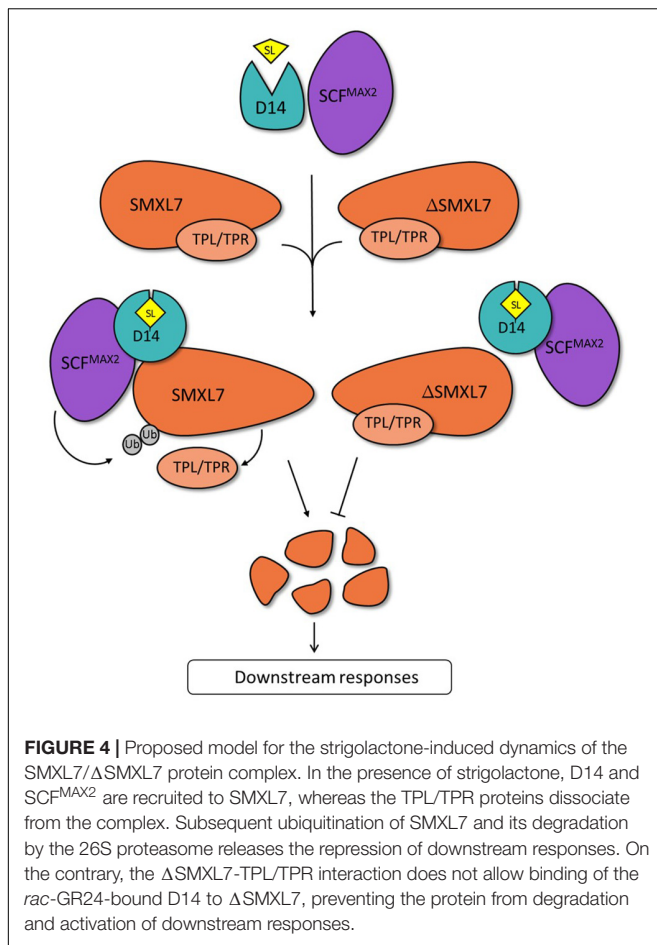 SL
D14
SCFMAX2
SMXL7
TPL/TPR
ΔSMXL7
TPL/TPR
SL
D14
SCFMAX2
SMXL7
Ub
Ub
TPL/TPR
ΔSMXL7
TPL/TPR
SL
D14
SCFMAX2
Downstream responses
FIGURE 4 | Proposed model for the strigolactone-induced dynamics of the
SMXL7/ΔSMXL7 protein complex. In the presence of strigolactone, D14 and
SCFMAX2 are recruited to SMXL7, whereas the TPL/TPR proteins dissociate
from the complex. Subsequent ubiquitination of SMXL7 and its degradation
by the 26S proteasome releases the repression of downstream responses. On
the contrary, the ΔSMXL7-TPL/TPR interaction does not allow binding of the
rac-GR24-bound D14 to ΔSMXL7, preventing the protein from degradation
and activation of downstream responses.